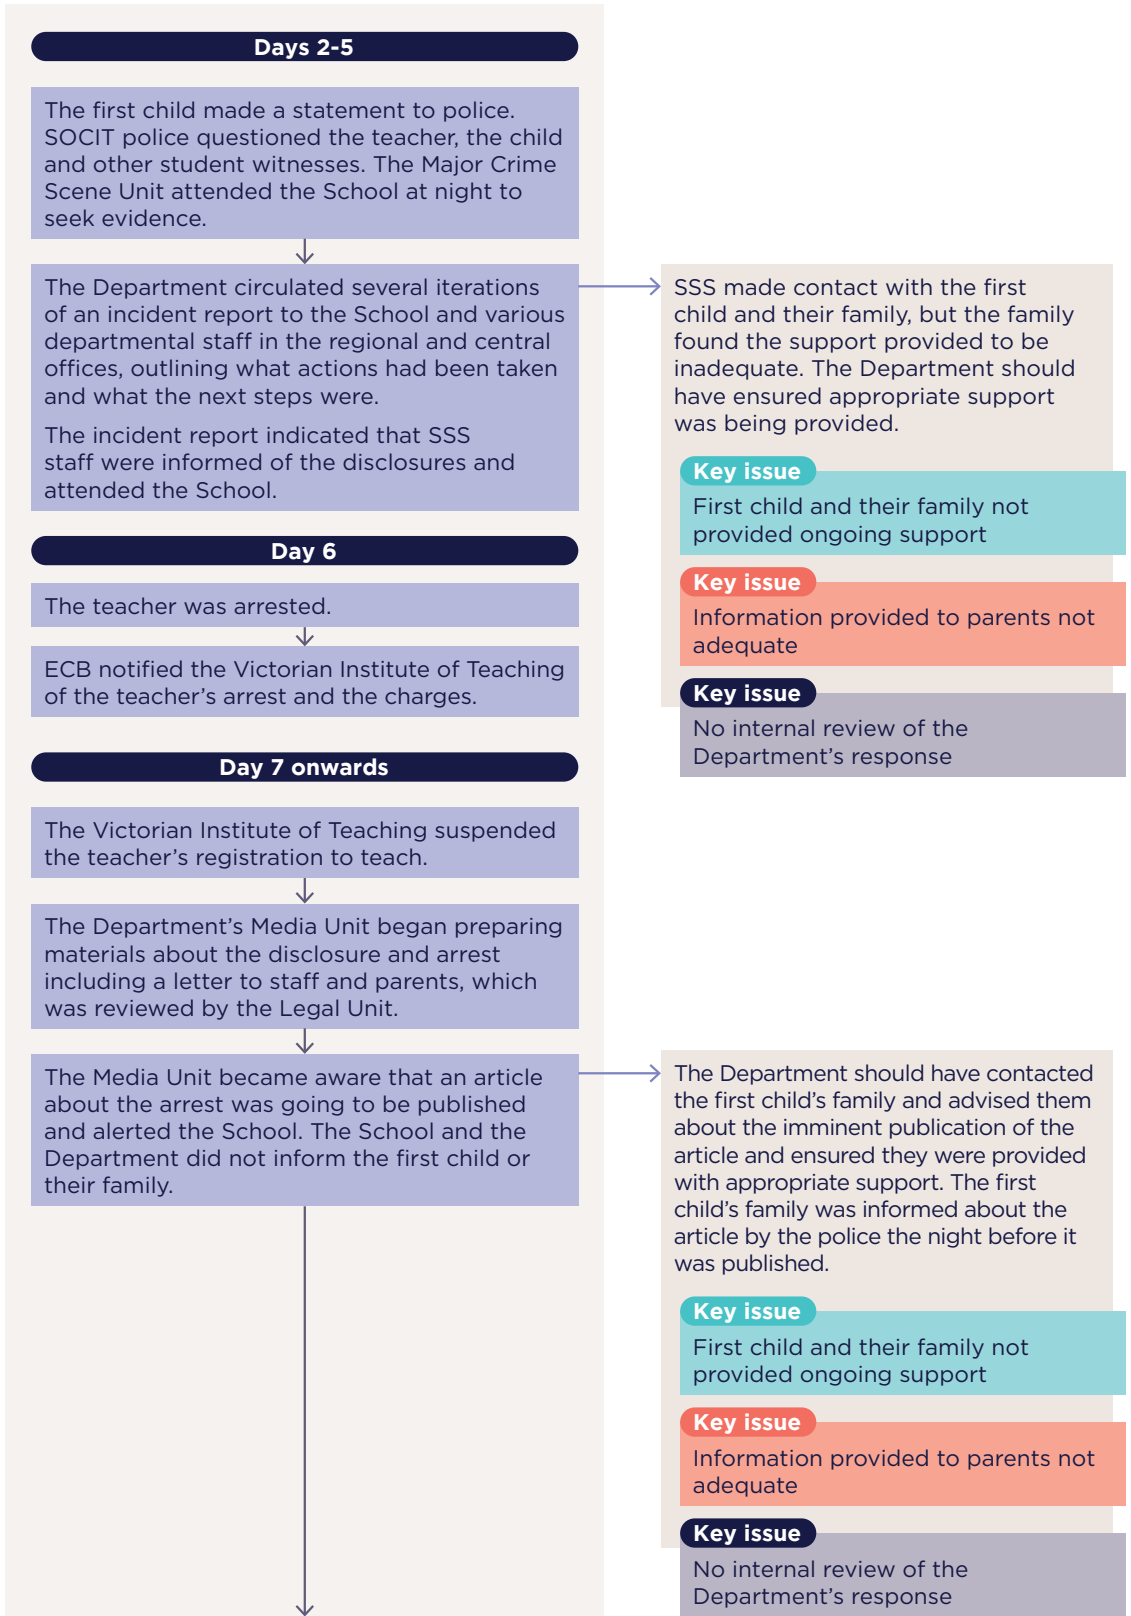 Days 2-5
The first child made a statement to police.
SOCIT police questioned the teacher, the child
and other student witnesses. The Major Crime
Scene Unit attended the School at night to
seek evidence.
The Department circulated several iterations
of an incident report to the School and various
departmental staff in the regional and central
offices, outlining what actions had been taken
and what the next steps were.
The incident report indicated that SSS
staff were informed of the disclosures and
attended the School.
SSS made contact with the first
child and their family, but the family
found the support provided to be
inadequate. The Department should
have ensured appropriate support
was being provided.
Key issue
First child and their family not
provided ongoing support
Key issue
Information provided to parents not
adequate
Key issue
No internal review of the
Department's response
Day 6
The teacher was arrested.
ECB notified the Victorian Institute of Teaching
of the teacher's arrest and the charges.
Day 7 onwards
The Victorian Institute of Teaching suspended
the teacher's registration to teach.
The Department's Media Unit began preparing
materials about the disclosure and arrest
including a letter to staff and parents, which
was reviewed by the Legal Unit.
The Media Unit became aware that an article
about the arrest was going to be published
and alerted the School. The School and the
Department did not inform the first child or
their family.
The Department should have contacted
the first child's family and advised them
about the imminent publication of the
article and ensured they were provided
with appropriate support. The first
child's family was informed about the
article by the police the night before it
was published.
Key issue
First child and their family not
provided ongoing support
Key issue
Information provided to parents not
adequate
Key issue
No internal review of the
Department's response